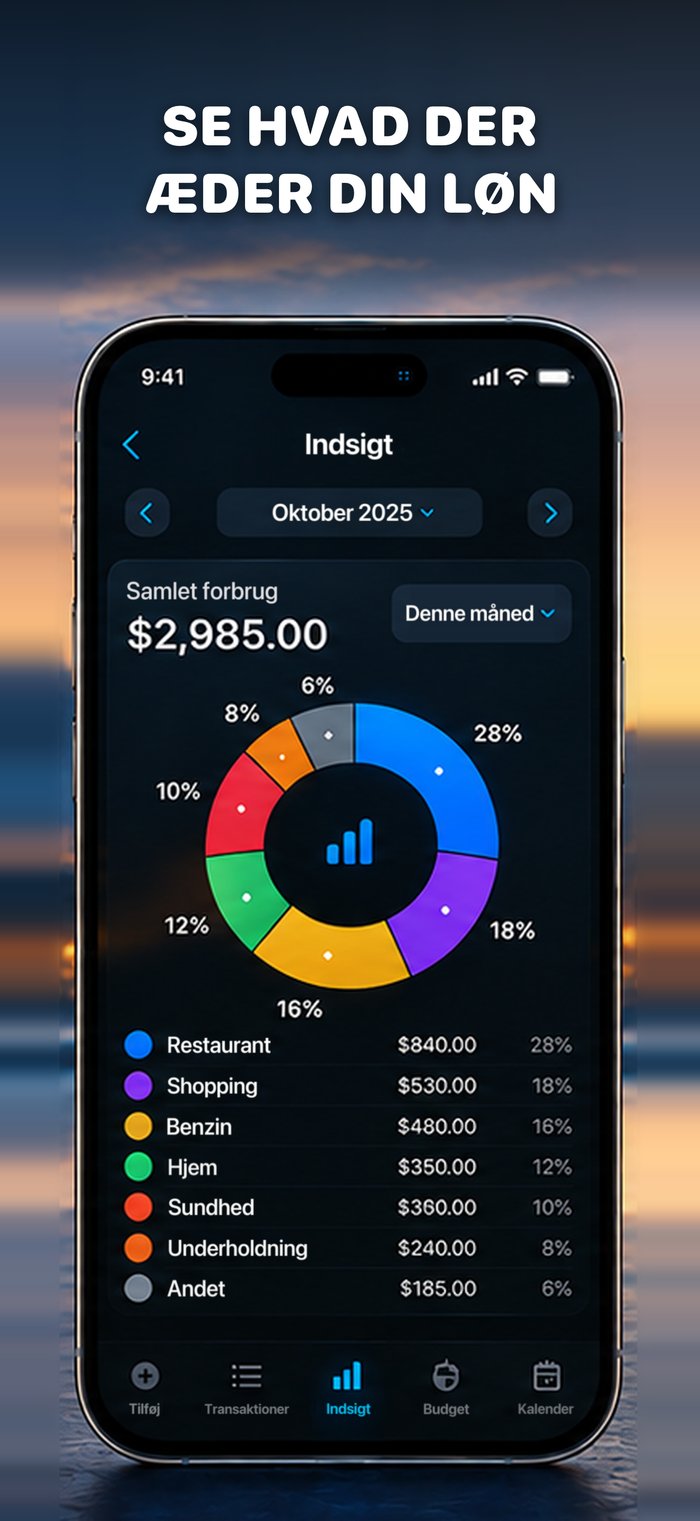 SE HVAD DER
ÆDER DIN LØN
9:41
Indsigt
Oktober 2025
Samlet forbrug
$2,985.00
Denne måned
6%
8%
28%
10%
12%
18%
16%
Restaurant $840.00 28%
Shopping $530.00 18%
Benzin $480.00 16%
Hjem $350.00 12%
Sundhed $360.00 10%
Underholdning $240.00 8%
Andet $185.00 6%
Tilføj Transaktioner Indsigt Budget Kalender